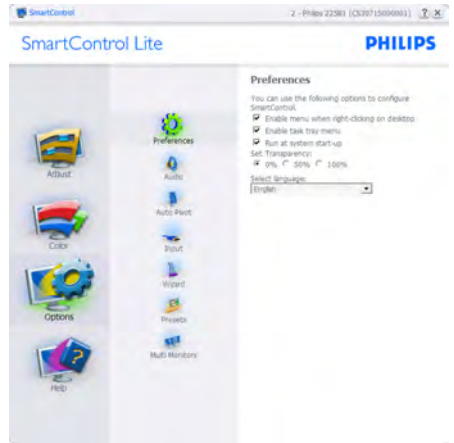 SmartControl
2 - Philips 225B1 (CS30715000001)
SmartControl Lite
PHILIPS
Adjust
Color
Options
Help
Preferences
Audio
Auto Pivot
Input
Wizard
Presets
Multi Monitors
Preferences
You can use the following options to configure
SmartControl.
Enable menu when right-clicking on desktop
Enable task tray menu
Run at system start-up
Set Transparency:
0% 50% 100%
Select language:
English